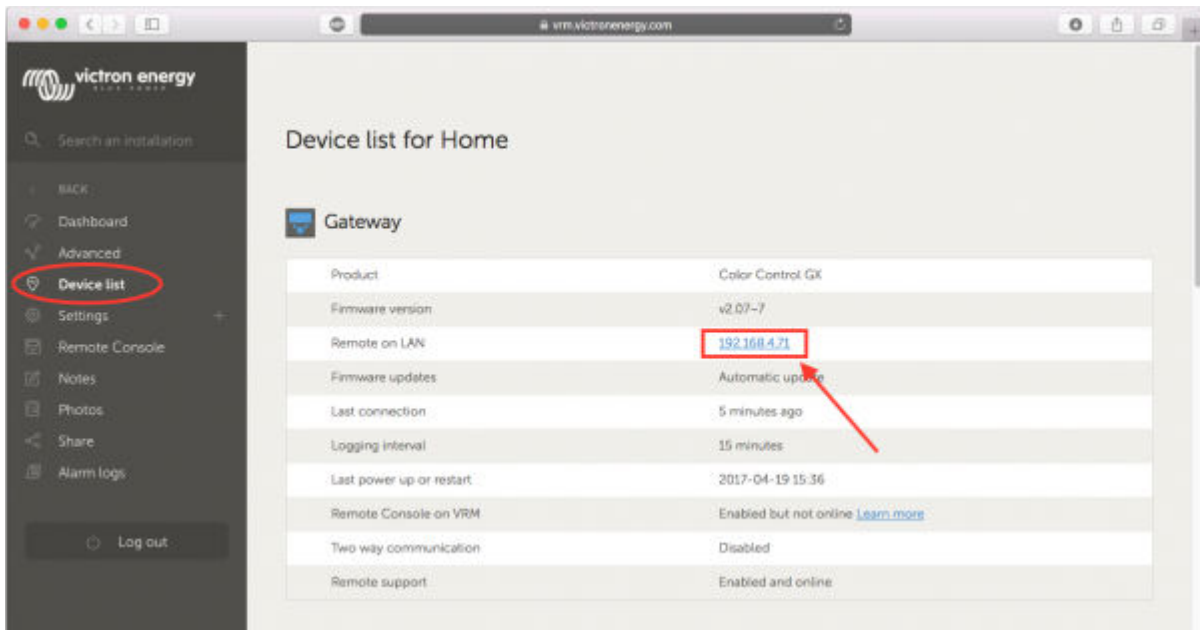 vrm.victronenergy.com
victron energy
BLUE POWER
Search an installation
BACK
Dashboard
Advanced
Device list
Settings
Remote Console
Notes
Photos
Share
Alarm logs
Log out
Device list for Home
Gateway
Product Color Control GX
Firmware version v2.07~7
Remote on LAN 192.168.4.71
Firmware updates Automatic update
Last connection 5 minutes ago
Logging interval 15 minutes
Last power up or restart 2017-04-19 15:36
Remote Console on VRM Enabled but not online Learn more
Two way communication Disabled
Remote support Enabled and online